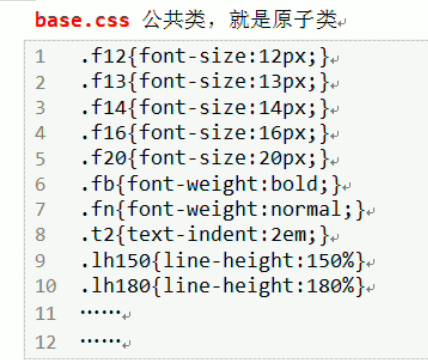 base.css 公共类，就是原子类
1 .f12{font-size:12px;}
2 .f13{font-size:13px;}
3 .f14{font-size:14px;}
4 .f16{font-size:16px;}
5 .f20{font-size:20px;}
6 .fb{font-weight:bold;}
7 .fn{font-weight:normal;}
8 .t2{text-indent:2em;}
9 .lh150{line-height:150%}
10 .lh180{line-height:180%}
11 ……
12 ……